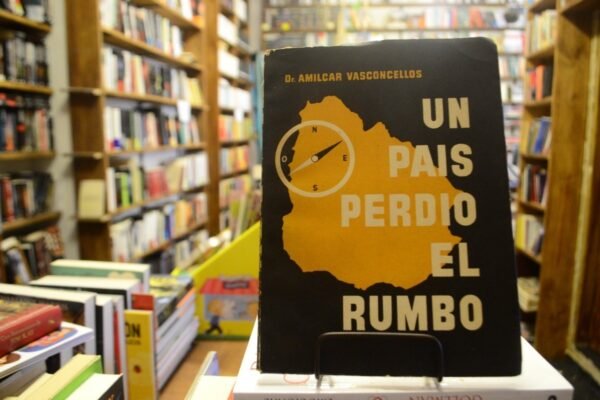 Dr. AMILCAR VASCONCELLOS
UN
PAIS
PERDIO
EL
RUMBO
N
O E
S